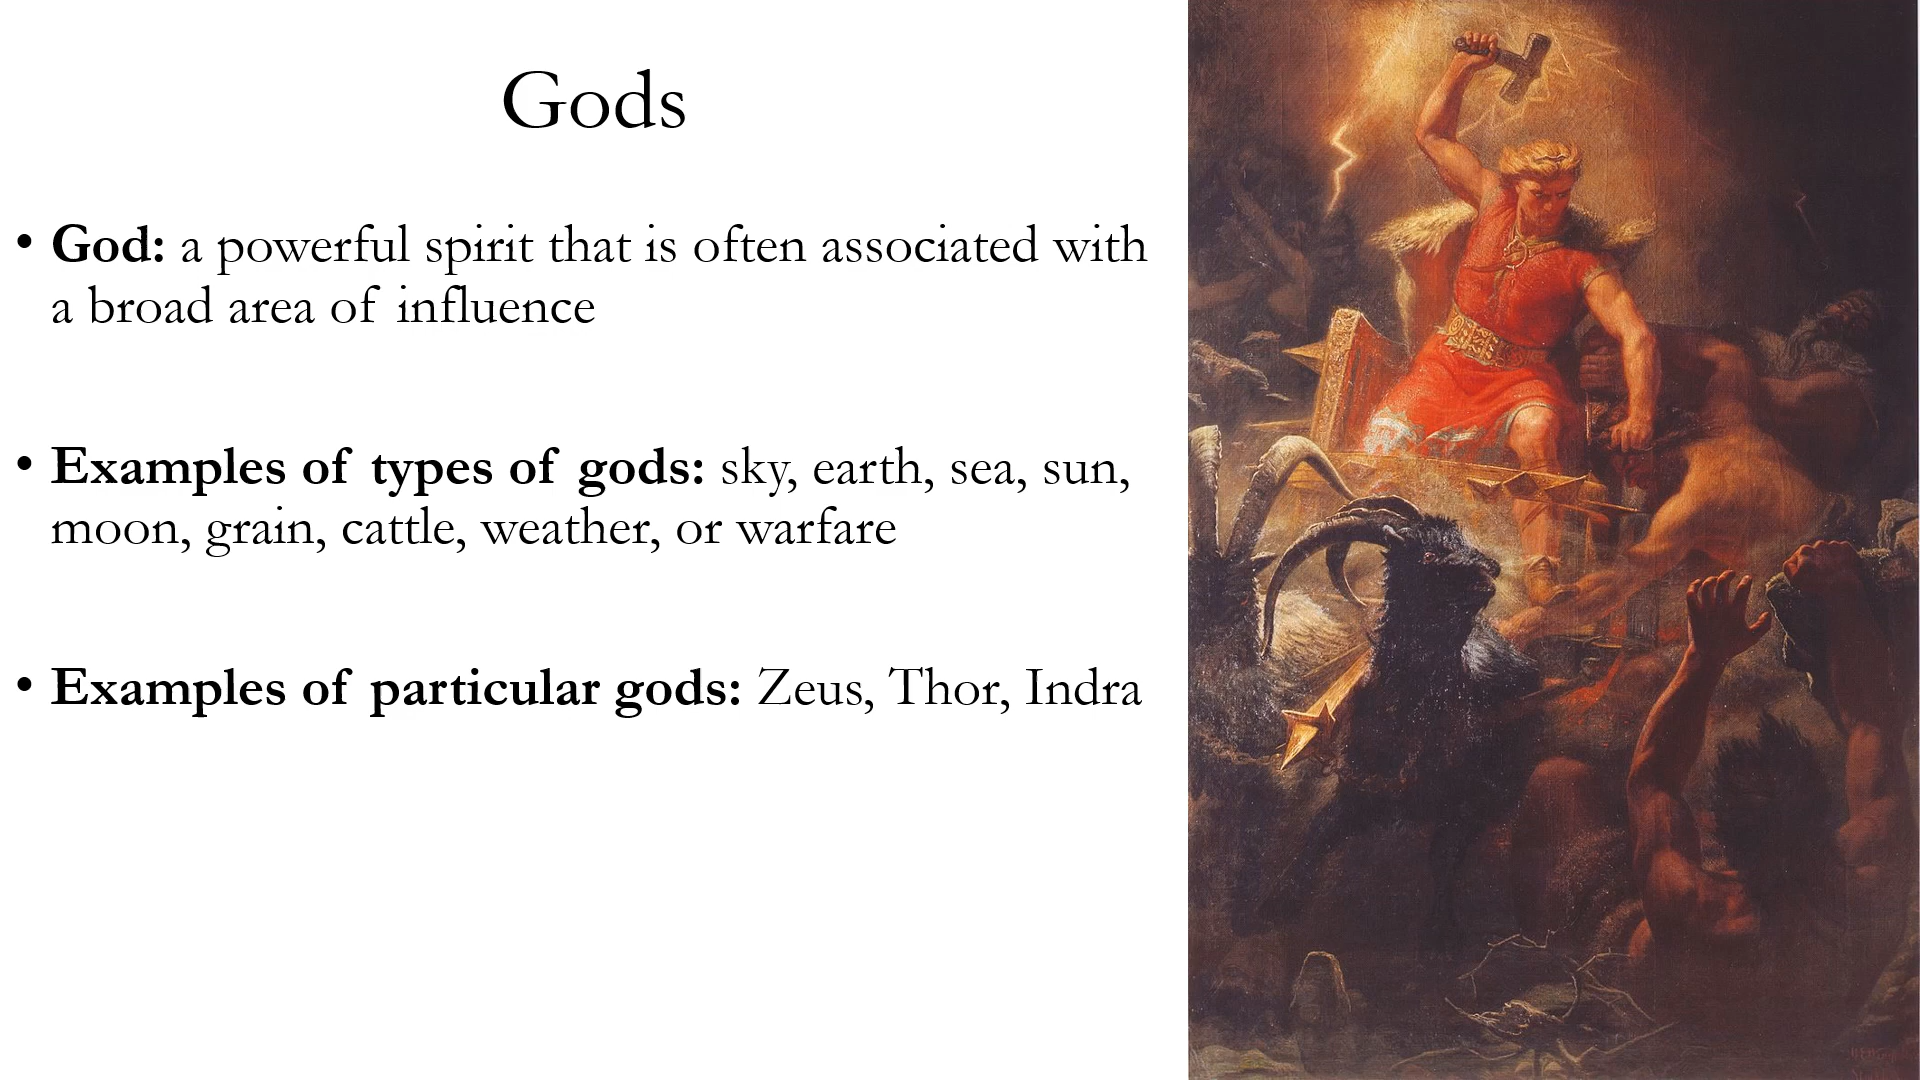 Gods
• God: a powerful spirit that is often associated with
a broad area of influence
• Examples of types of gods: sky, earth, sea, sun,
moon, grain, cattle, weather, or warfare
• Examples of particular gods: Zeus, Thor, Indra